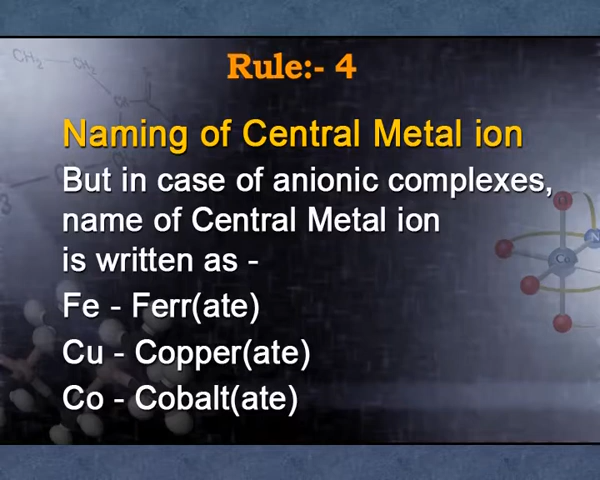 Rule:- 4
Naming of Central Metal ion
But in case of anionic complexes,
name of Central Metal ion
is written as -
Fe - Ferr(ate)
Cu - Copper(ate)
Co - Cobalt(ate)